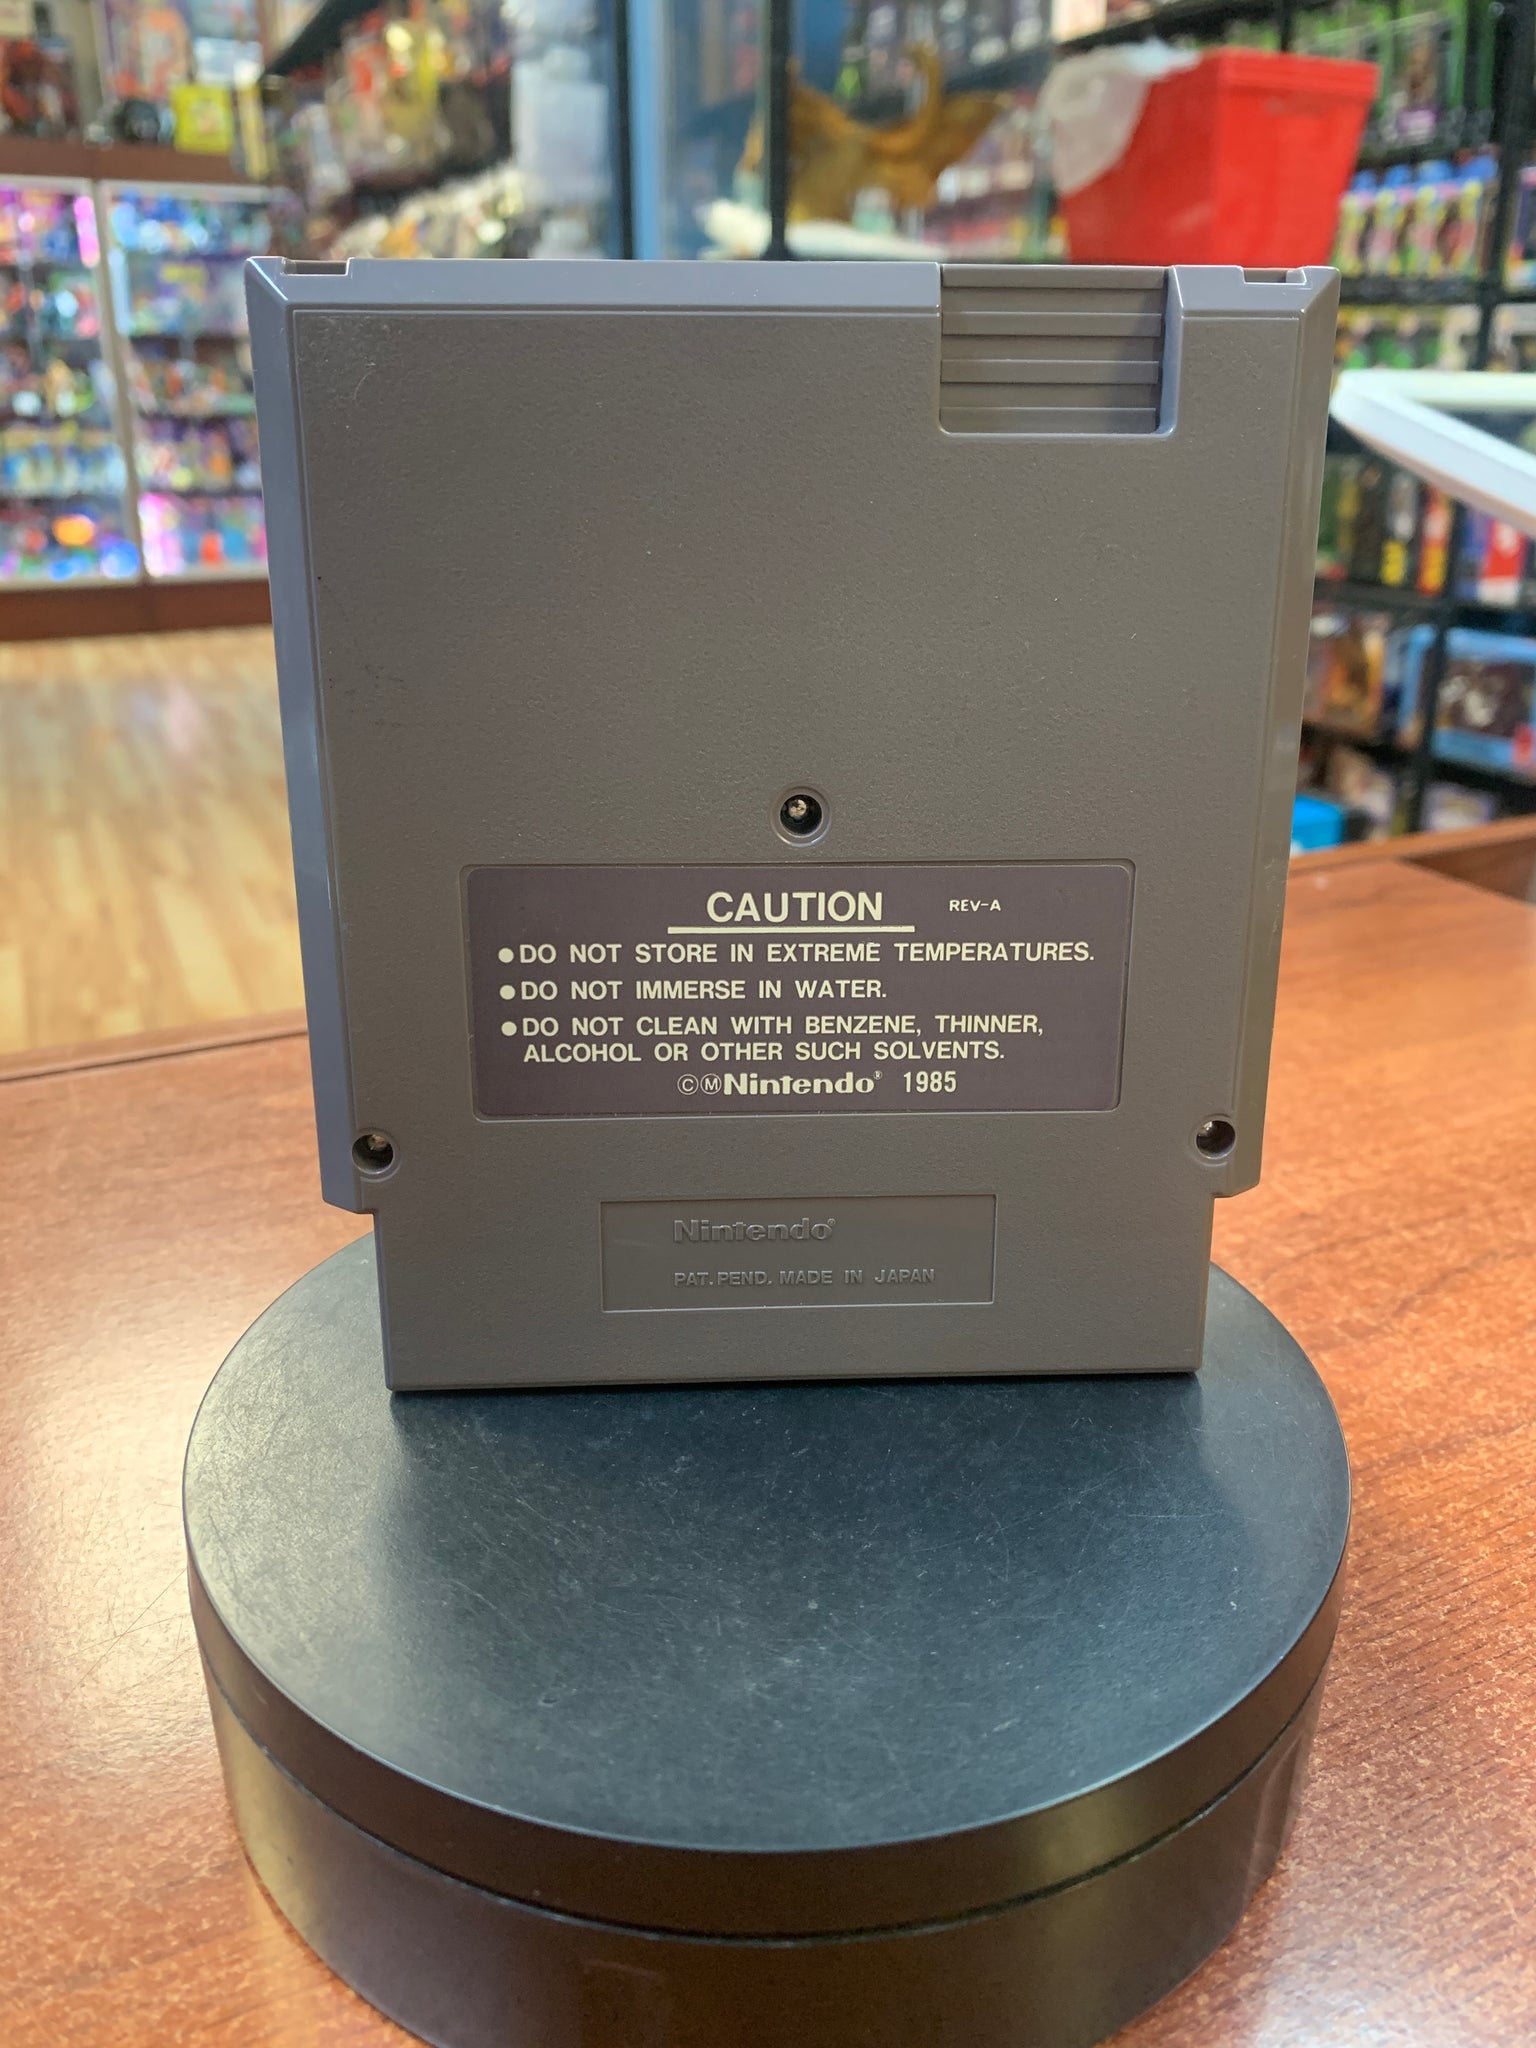 CAUTION REV-A
●DO NOT STORE IN EXTREME TEMPERATURES.
●DO NOT IMMERSE IN WATER.
●DO NOT CLEAN WITH BENZENE, THINNER,
ALCOHOL OR OTHER SUCH SOLVENTS.
©ⓂNintendo® 1985
Nintendo®
PAT. PEND. MADE IN JAPAN